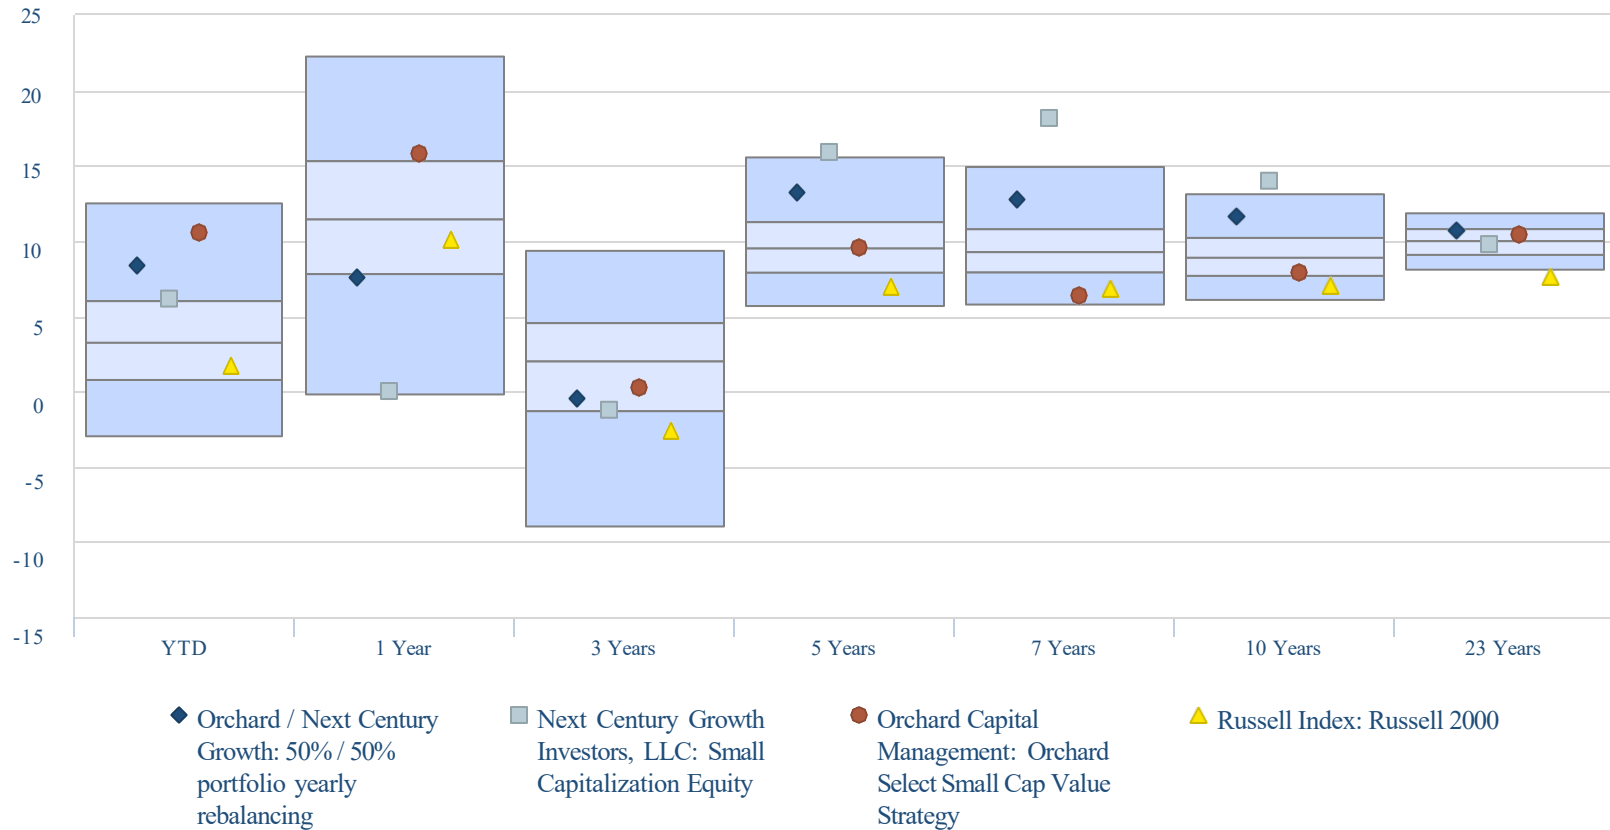 25
20
15
10
5
0
-5
-10
-15
YTD
1 Year
3 Years
5 Years
7 Years
10 Years
23 Years
Orchard / Next Century
Growth: 50% / 50%
portfolio yearly
rebalancing
Next Century Growth
Investors, LLC: Small
Capitalization Equity
Orchard Capital
Management: Orchard
Select Small Cap Value
Strategy
Russell Index: Russell 2000